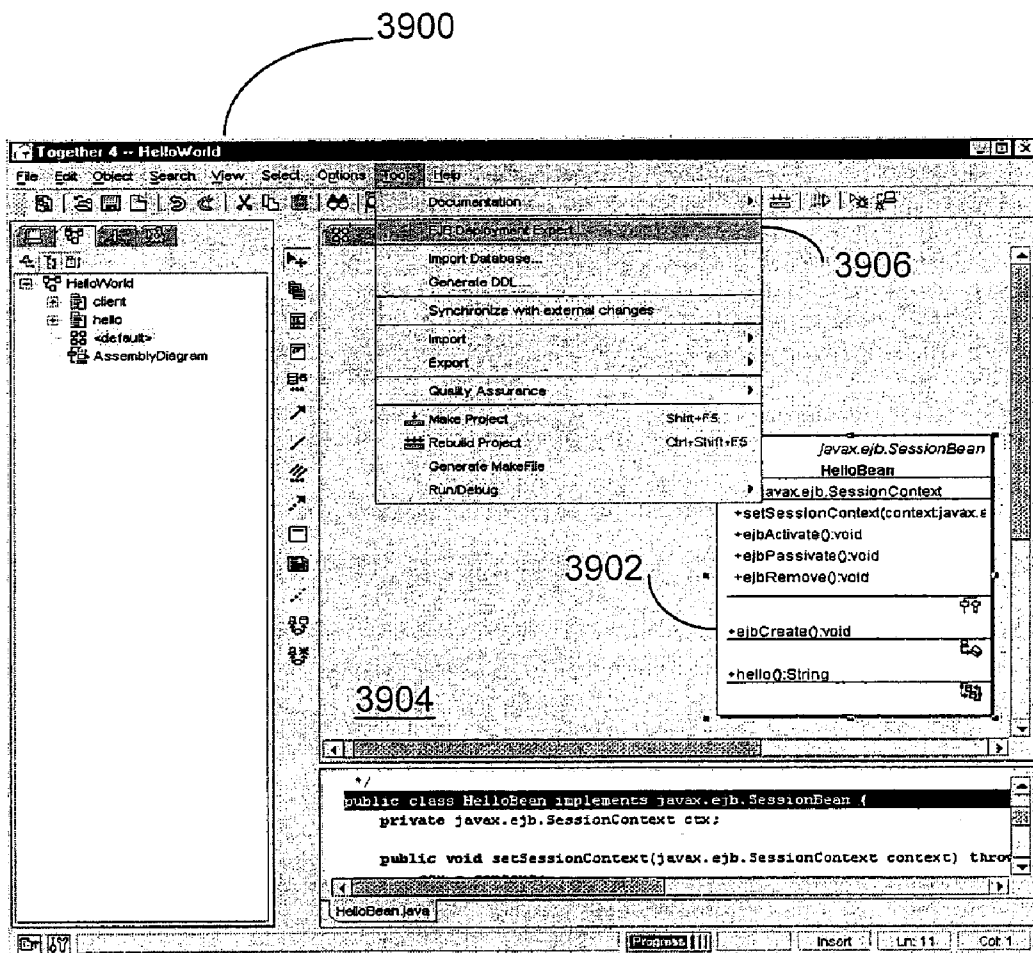 3900
Together 4 -- HelloWorld
File Edit Object Search View Select Options Tools Help
Documentation
EJB Deployment Expert...
3906
Import Database...
Generate DDL...
Synchronize with external changes
Import
Export
Quality Assurance
Make Project Shift+F5
Rebuild Project Ctrl+Shift+F5
Generate MakeFile
Run/Debug
HelloWorld
client
hello
<default>
AssemblyDiagram
javax.ejb.SessionBean
HelloBean
javax.ejb.SessionContext
+setSessionContext(context:javax.e
+ejbActivate():void
+ejbPassivate():void
+ejbRemove():void
3902
+ejbCreate():void
+hello():String
3904
*/
public class HelloBean implements javax.ejb.SessionBean {
private javax.ejb.SessionContext ctx;
public void setSessionContext(javax.ejb.SessionContext context) throw
HelloBean.java
Progress Insert Ln: 11 Col: 1